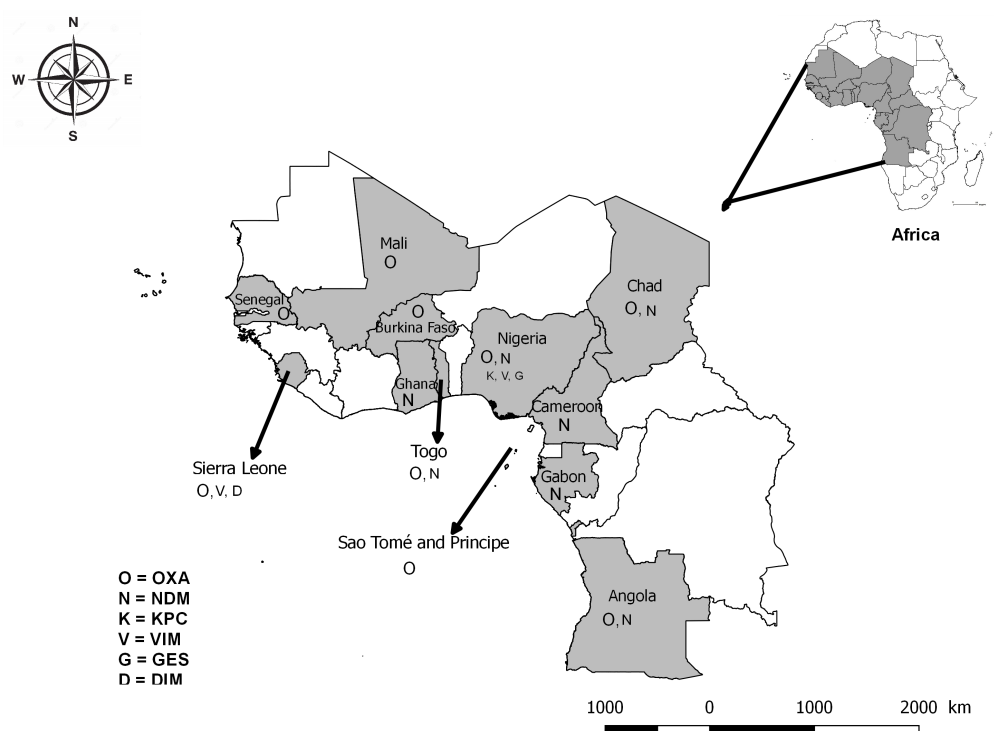 N
W E
S
Africa
Mali
O
Chad
O, N
Senegal
O
O
Burkina Faso
Nigeria
O, N
K, V, G
Ghana
N
Cameroon
N
Togo
O, N
Sierra Leone
O, V, D
Gabon
N
Sao Tomé and Principe
O
Angola
O, N
O = OXA
N = NDM
K = KPC
V = VIM
G = GES
D = DIM
1000 0 1000 2000 km